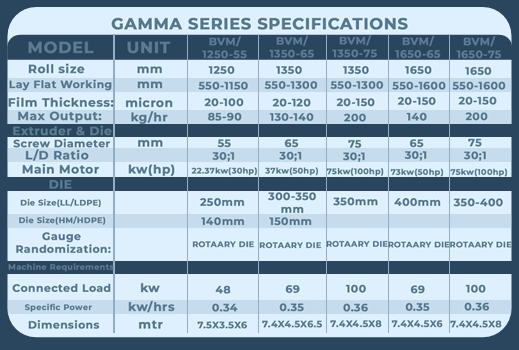 GAMMA SERIES SPECIFICATIONS
MODEL UNIT BVM/ 1250-55 BVM/ 1350-65 BVM/ 1350-75 BVM/ 1650-65 BVM/ 1650-75
Roll size mm 1250 1350 1350 1650 1650
Lay Flat Working mm 550-1150 550-1300 550-1300 550-1600 550-1600
Film Thickness: micron 20-100 20-120 20-150 20-150 20-150
Max Output: kg/hr 85-90 130-140 200 140 200
Extruder & Die
Screw Diameter mm 55 65 75 65 75
L/D Ratio 30;1 30;1 30;1 30;1 30;1
Main Motor kw(hp) 22.37kw(30hp) 37kw(50hp) 75kw(100hp) 73kw(50hp) 75kw(100hp)
DIE
Die Size(LL/LDPE) 250mm 300-350 mm 350mm 400mm 350-400
Die Size(HM/HDPE) 140mm 150mm
Gauge Randomization: ROTAARY DIE ROTAARY DIE ROTAARY DIE ROTAARY DIE ROTAARY DIE
Machine Requirements
Connected Load kw 48 69 100 69 100
Specific Power kw/hrs 0.34 0.35 0.36 0.35 0.36
Dimensions mtr 7.5X3.5X6 7.4X4.5X6.5 7.4X4.5X8 7.4X4.5X6 7.4X4.5X8